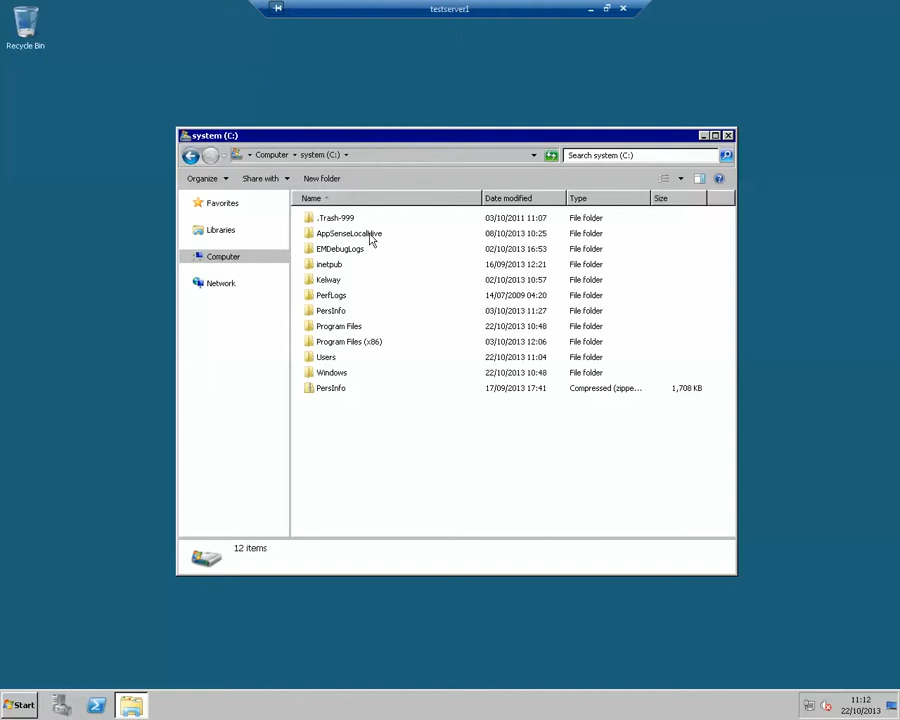 testserver1
Recycle Bin
system (C:)
Computer system (C:)
Search system (C:)
Organize Share with New folder
Name Date modified Type Size
Favorites
Libraries
Computer
Network
.Trash-999 03/10/2011 11:07 File folder
AppSenseLocalHive 08/10/2013 10:25 File folder
EMDebugLogs 02/10/2013 16:53 File folder
inetpub 16/09/2013 12:21 File folder
Kelway 02/10/2013 10:57 File folder
PerfLogs 14/07/2009 04:20 File folder
PersInfo 03/10/2013 11:27 File folder
Program Files 22/10/2013 10:48 File folder
Program Files (x86) 03/10/2013 12:06 File folder
Users 22/10/2013 11:04 File folder
Windows 22/10/2013 10:48 File folder
PersInfo 17/09/2013 17:41 Compressed (zippe... 1,708 KB
12 items
Start
11:12
22/10/2013